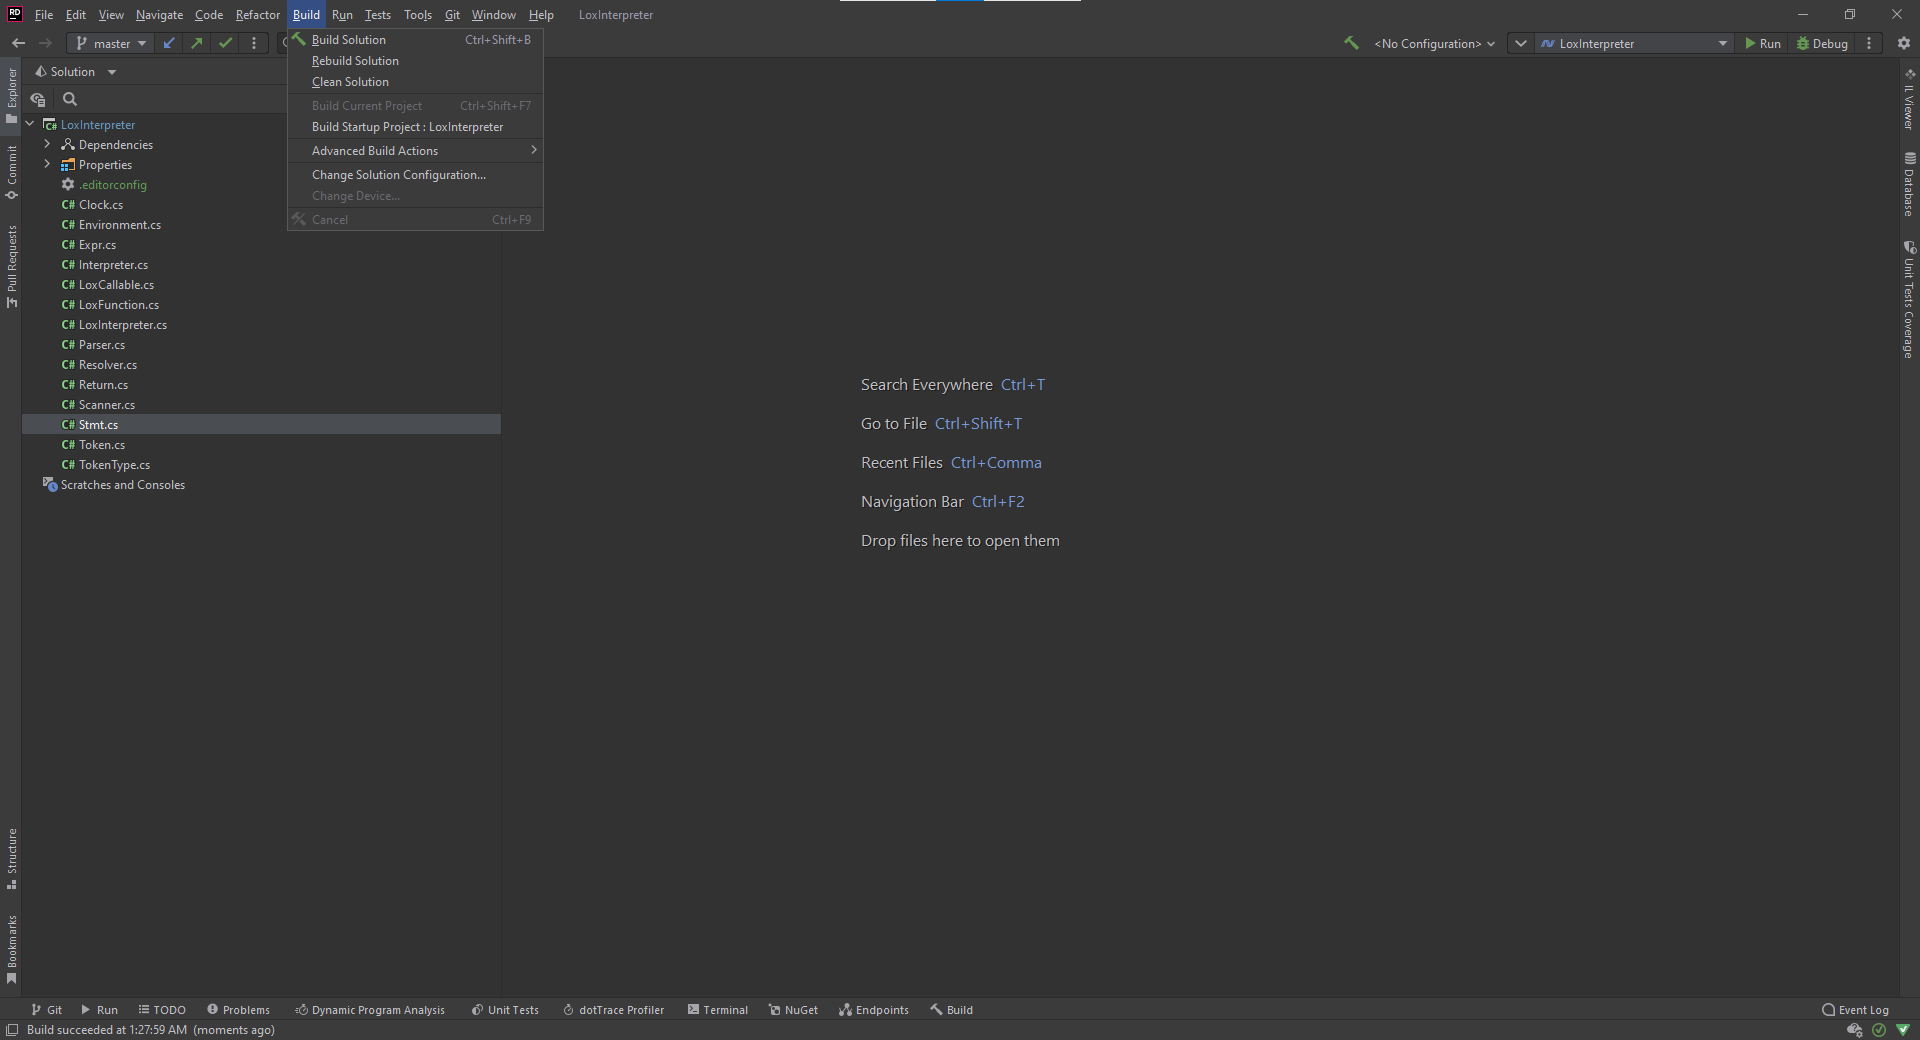 RD File Edit View Navigate Code Refactor Build Run Tests Tools Git Window Help LoxInterpreter
master <No Configuration> LoxInterpreter Run Debug
Build Solution Ctrl+Shift+B
Rebuild Solution
Clean Solution
Build Current Project Ctrl+Shift+F7
Build Startup Project : LoxInterpreter
Advanced Build Actions
Change Solution Configuration...
Change Device...
Cancel Ctrl+F9
Solution
C# LoxInterpreter
Dependencies
Properties
.editorconfig
C# Clock.cs
C# Environment.cs
C# Expr.cs
C# Interpreter.cs
C# LoxCallable.cs
C# LoxFunction.cs
C# LoxInterpreter.cs
C# Parser.cs
C# Resolver.cs
C# Return.cs
C# Scanner.cs
C# Stmt.cs
C# Token.cs
C# TokenType.cs
Scratches and Consoles
Explorer
Commit
Pull Requests
Structure
Bookmarks
Search Everywhere Ctrl+T
Go to File Ctrl+Shift+T
Recent Files Ctrl+Comma
Navigation Bar Ctrl+F2
Drop files here to open them
IL Viewer
Database
Unit Tests Coverage
Git Run TODO Problems Dynamic Program Analysis Unit Tests dotTrace Profiler Terminal NuGet Endpoints Build Event Log
Build succeeded at 1:27:59 AM (moments ago)